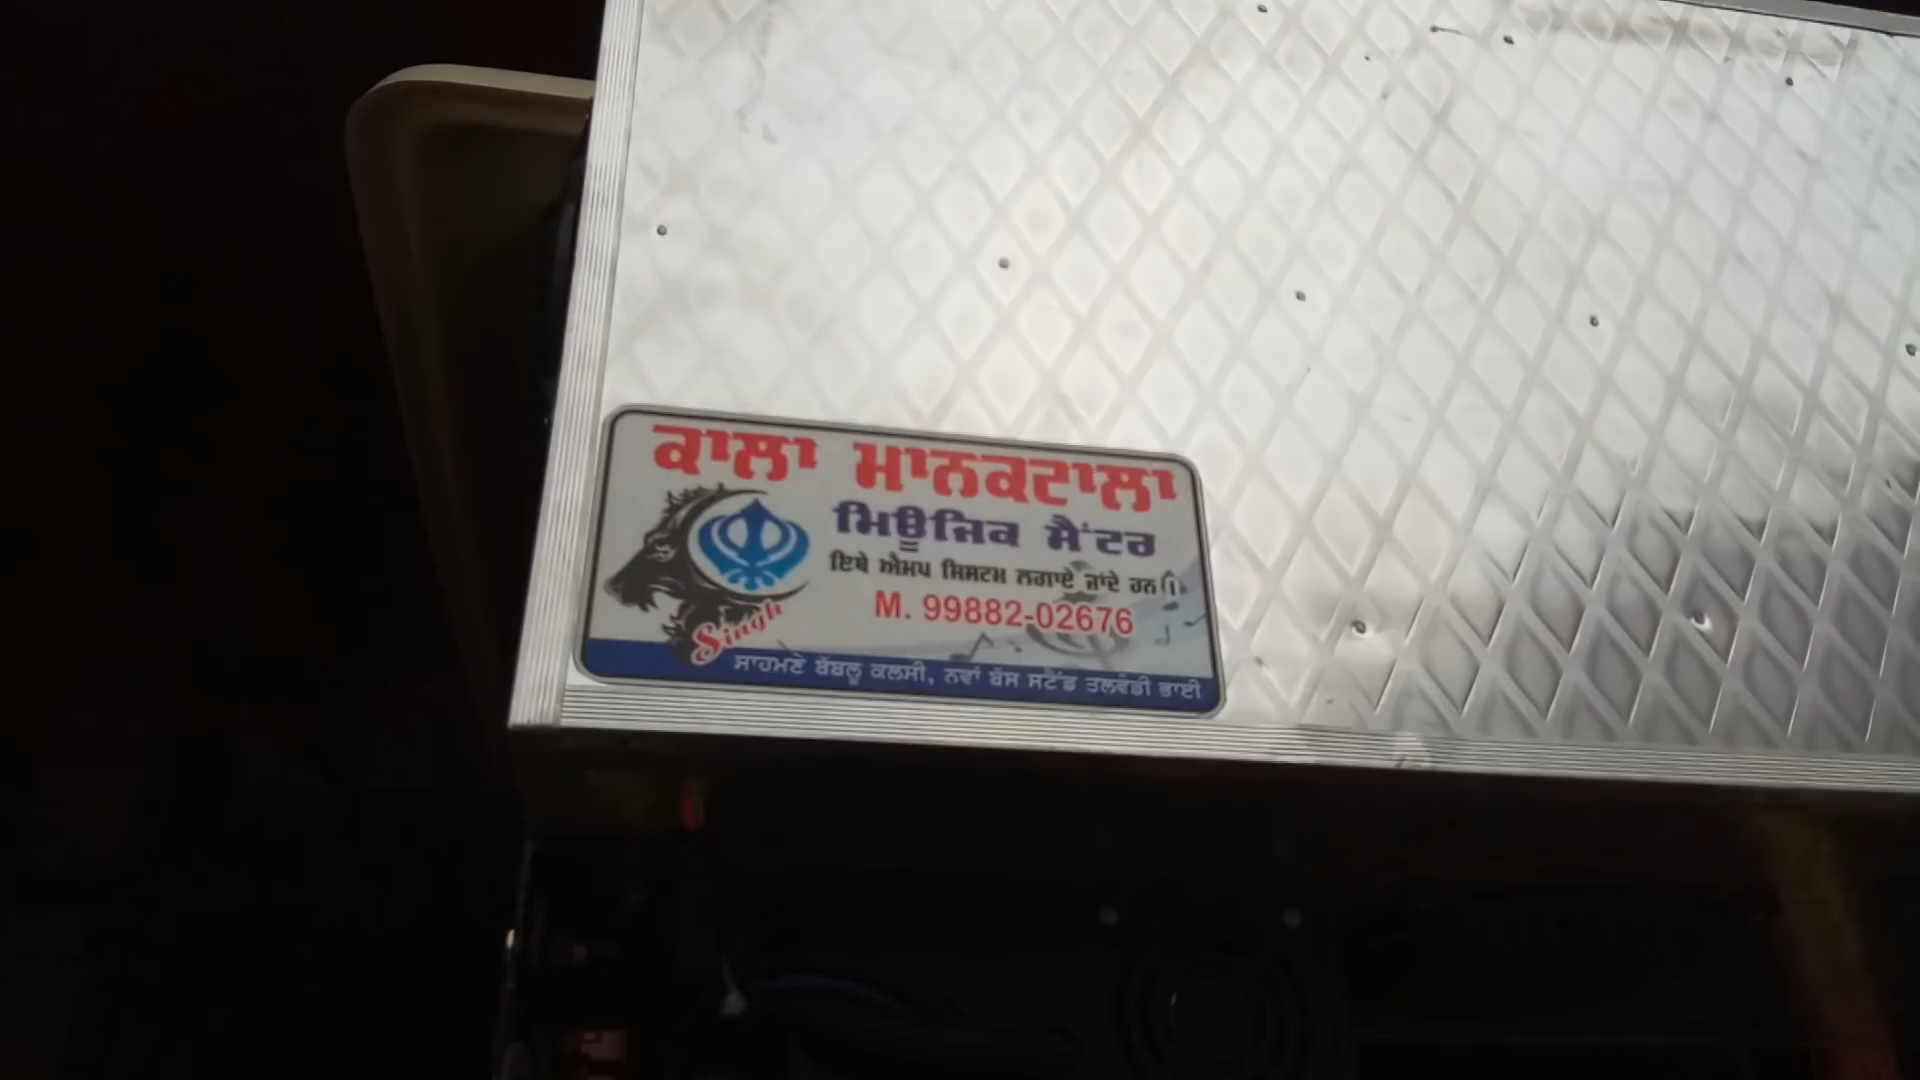 ਕਾਲਾ ਮਾਨਕਟਾਲਾ
ਮਿਊਜਿਕ ਸੈਂਟਰ
ਇਥੇ ਐਮਪ ਸਿਸਟਮ ਲਗਾਏ ਜਾਂਦੇ ਹਨ।
M. 99882-02676
Singh
ਸਾਹਮਣੇ ਬੱਬਲੂ ਕਲਸੀ, ਨਵਾਂ ਬੱਸ ਸਟੈਂਡ ਤਲਵੰਡੀ ਭਾਈ